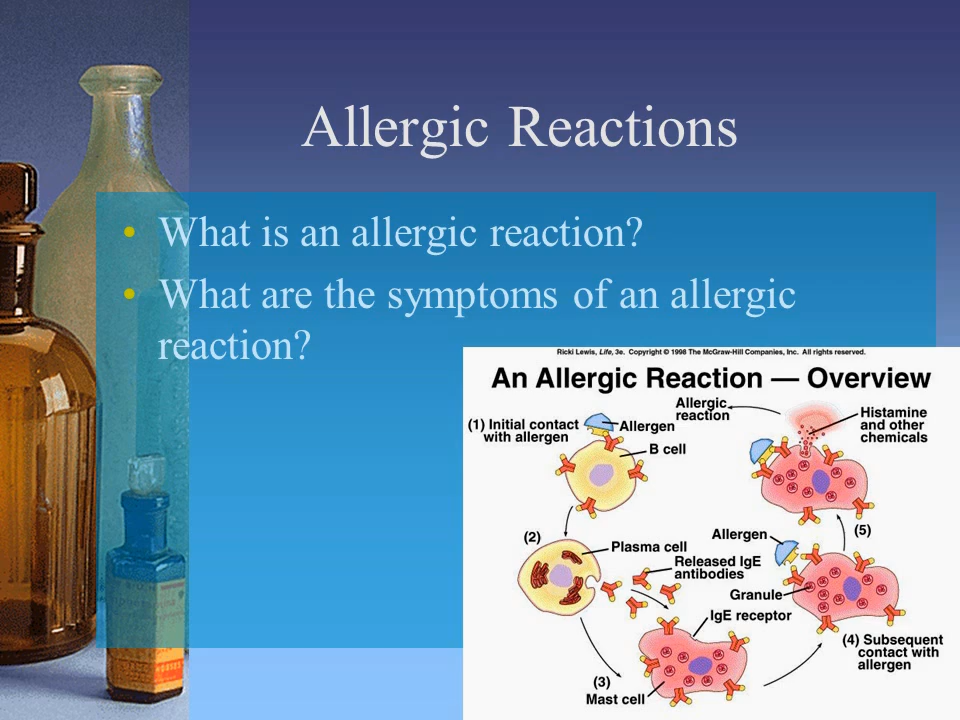 Allergic Reactions
• What is an allergic reaction?
• What are the symptoms of an allergic
reaction?
Ricki Lewis, Life, 3e. Copyright © 1998 The McGraw-Hill Companies, Inc. All rights reserved.
An Allergic Reaction — Overview
(1) Initial contact
with allergen
Allergen
B cell
Allergic
reaction
Histamine
and other
chemicals
(2)
Plasma cell
Released IgE
antibodies
Allergen
(5)
Granule
IgE receptor
(3)
Mast cell
(4) Subsequent
contact with
allergen